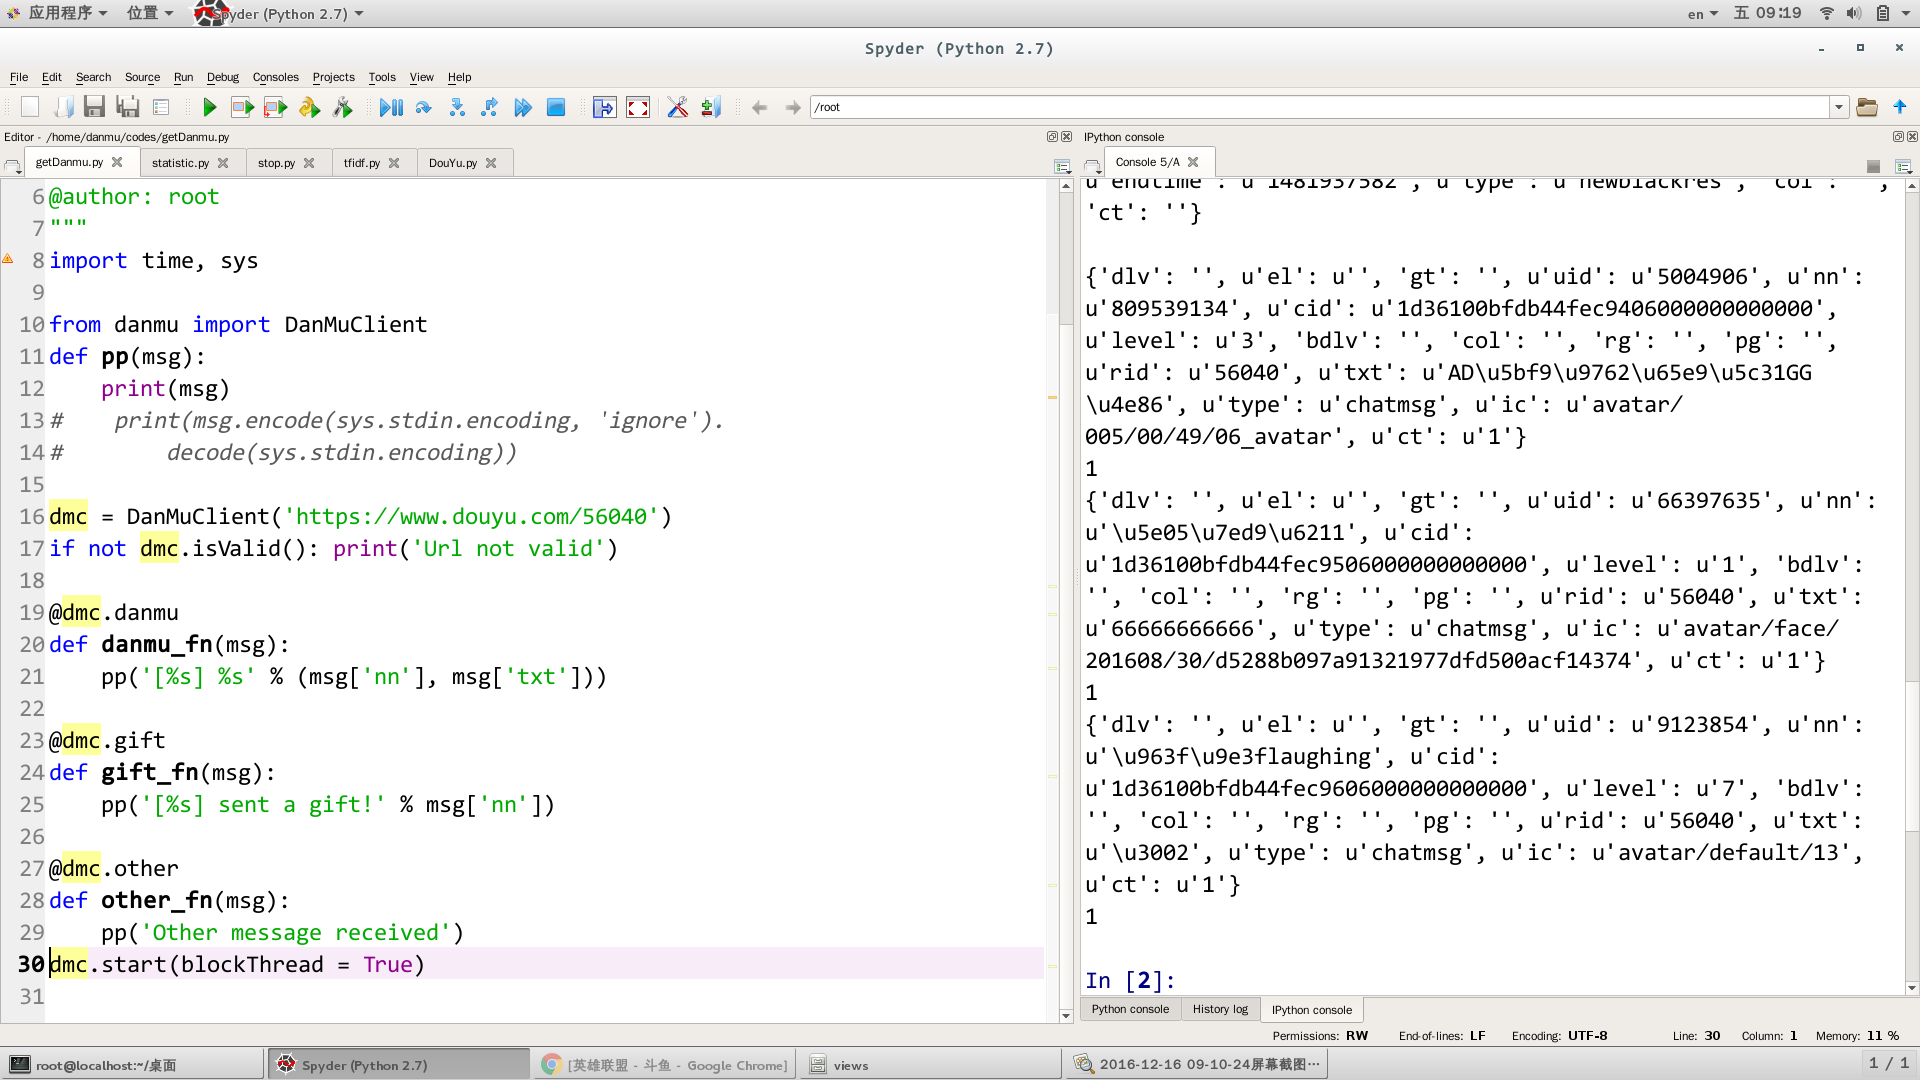 应用程序 位置 Spyder (Python 2.7) en 五 09:19
Spyder (Python 2.7)
File Edit Search Source Run Debug Consoles Projects Tools View Help
/root
Editor - /home/danmu/codes/getDanmu.py
getDanmu.py statistic.py stop.py tfidf.py DouYu.py
6 @author: root
7 """
8 import time, sys
9
10 from danmu import DanMuClient
11 def pp(msg):
12     print(msg)
13 #    print(msg.encode(sys.stdin.encoding, 'ignore').
14 #        decode(sys.stdin.encoding))
15
16 dmc = DanMuClient('https://www.douyu.com/56040')
17 if not dmc.isValid(): print('Url not valid')
18
19 @dmc.danmu
20 def danmu_fn(msg):
21     pp('[%s] %s' % (msg['nn'], msg['txt']))
22
23 @dmc.gift
24 def gift_fn(msg):
25     pp('[%s] sent a gift!' % msg['nn'])
26
27 @dmc.other
28 def other_fn(msg):
29     pp('Other message received')
30 dmc.start(blockThread = True)
31
IPython console
Console 5/A
u'endtime': u'1481937582', u'type': u'newblackres', 'col': '',
'ct': ''}
{'dlv': '', u'el': u'', 'gt': '', u'uid': u'5004906', u'nn':
u'809539134', u'cid': u'1d36100bfdb44fec9406000000000000',
u'level': u'3', 'bdlv': '', 'col': '', 'rg': '', 'pg': '',
u'rid': u'56040', u'txt': u'AD\u5bf9\u9762\u65e9\u5c31GG
\u4e86', u'type': u'chatmsg', u'ic': u'avatar/
005/00/49/06_avatar', u'ct': u'1'}
1
{'dlv': '', u'el': u'', 'gt': '', u'uid': u'66397635', u'nn':
u'\u5e05\u7ed9\u6211', u'cid':
u'1d36100bfdb44fec9506000000000000', u'level': u'1', 'bdlv':
'', 'col': '', 'rg': '', 'pg': '', u'rid': u'56040', u'txt':
u'66666666666', u'type': u'chatmsg', u'ic': u'avatar/face/
201608/30/d5288b097a91321977dfd500acf14374', u'ct': u'1'}
1
{'dlv': '', u'el': u'', 'gt': '', u'uid': u'9123854', u'nn':
u'\u963f\u9e3flaughing', u'cid':
u'1d36100bfdb44fec9606000000000000', u'level': u'7', 'bdlv':
'', 'col': '', 'rg': '', 'pg': '', u'rid': u'56040', u'txt':
u'\u3002', u'type': u'chatmsg', u'ic': u'avatar/default/13',
u'ct': u'1'}
1
In [2]:
Python console History log IPython console
Permissions: RW End-of-lines: LF Encoding: UTF-8 Line: 30 Column: 1 Memory: 11 %
root@localhost:~/桌面 Spyder (Python 2.7) [英雄联盟 - 斗鱼 - Google Chrome] views 2016-12-16 09-10-24屏幕截图… 1 / 1